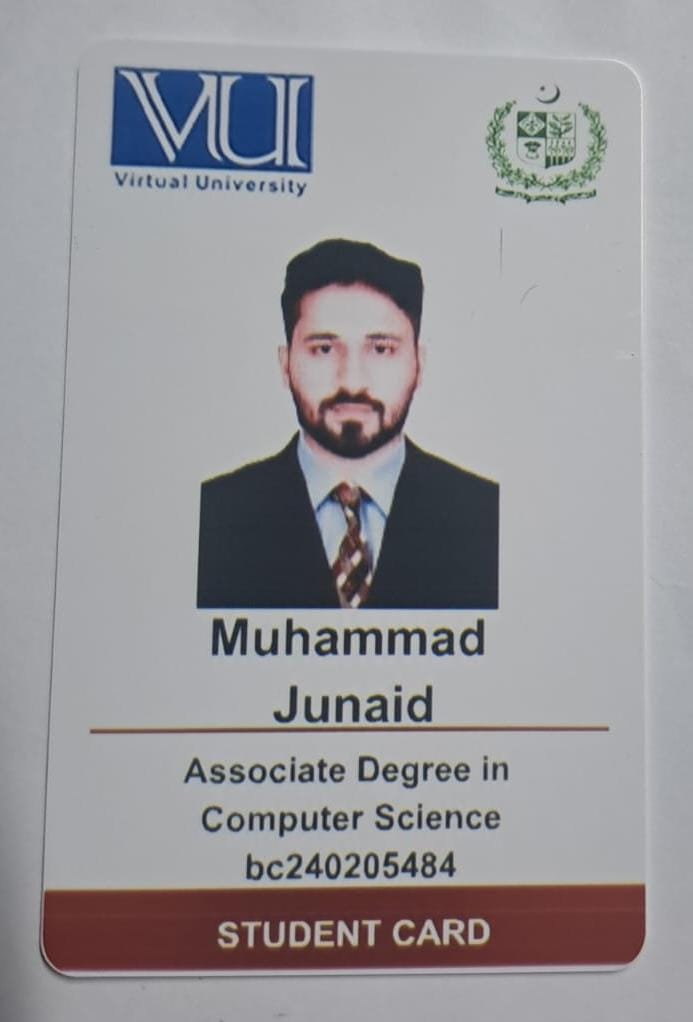 VU
Virtual University
Muhammad
Junaid
Associate Degree in
Computer Science
bc240205484
STUDENT CARD